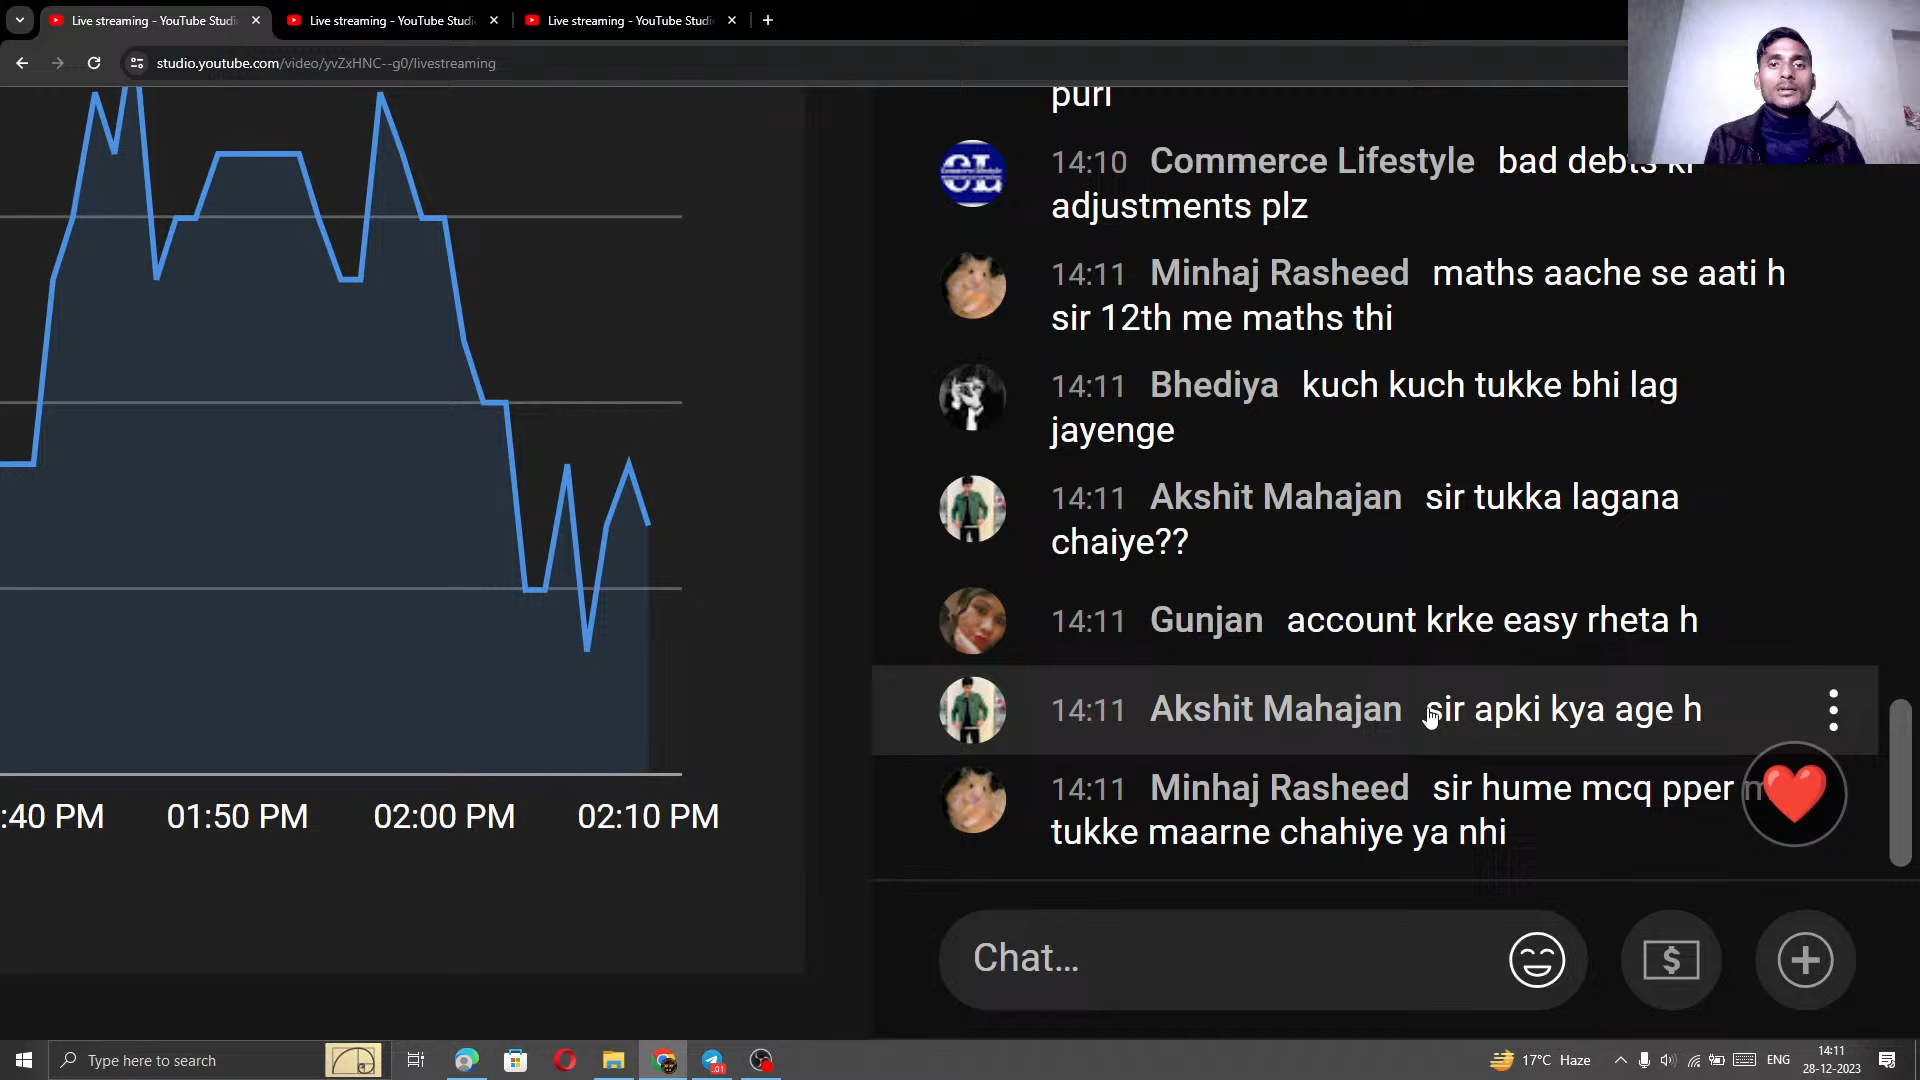 Live streaming - YouTube Studi
Live streaming - YouTube Studi
Live streaming - YouTube Studi
studio.youtube.com/video/yvZxHNC--g0/livestreaming
puri
14:10 Commerce Lifestyle bad debts ki
adjustments plz
14:11 Minhaj Rasheed maths aache se aati h
sir 12th me maths thi
14:11 Bhediya kuch kuch tukke bhi lag
jayenge
14:11 Akshit Mahajan sir tukka lagana
chaiye??
14:11 Gunjan account krke easy rheta h
14:11 Akshit Mahajan sir apki kya age h
14:11 Minhaj Rasheed sir hume mcq pper
tukke maarne chahiye ya nhi
:40 PM 01:50 PM 02:00 PM 02:10 PM
Chat...
Type here to search
17°C Haze
ENG
14:11
28-12-2023